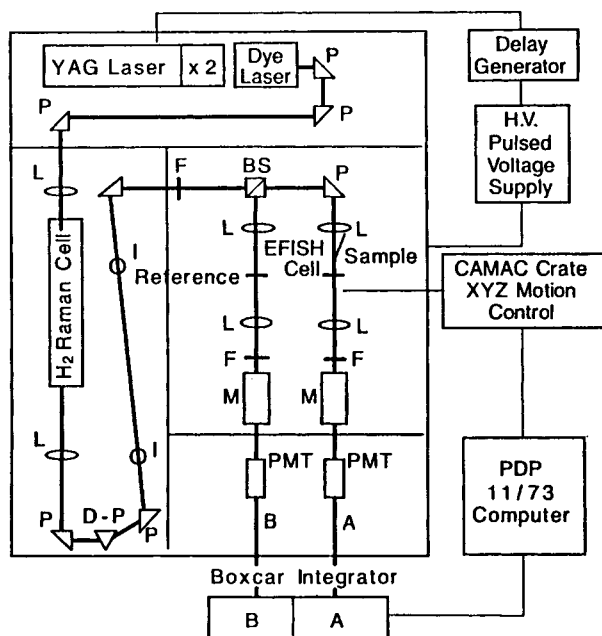 YAG Laser
x 2
Dye
Laser
P
P
P
Delay
Generator
H.V.
Pulsed
Voltage
Supply
L
H₂ Raman Cell
L
P
D-P
P
I
I
F
BS
P
L
L
EFISH
Cell
Sample
Reference
L
L
F
F
M
M
PMT
PMT
B
A
CAMAC Crate
XYZ Motion
Control
PDP
11/73
Computer
Boxcar Integrator
B
A